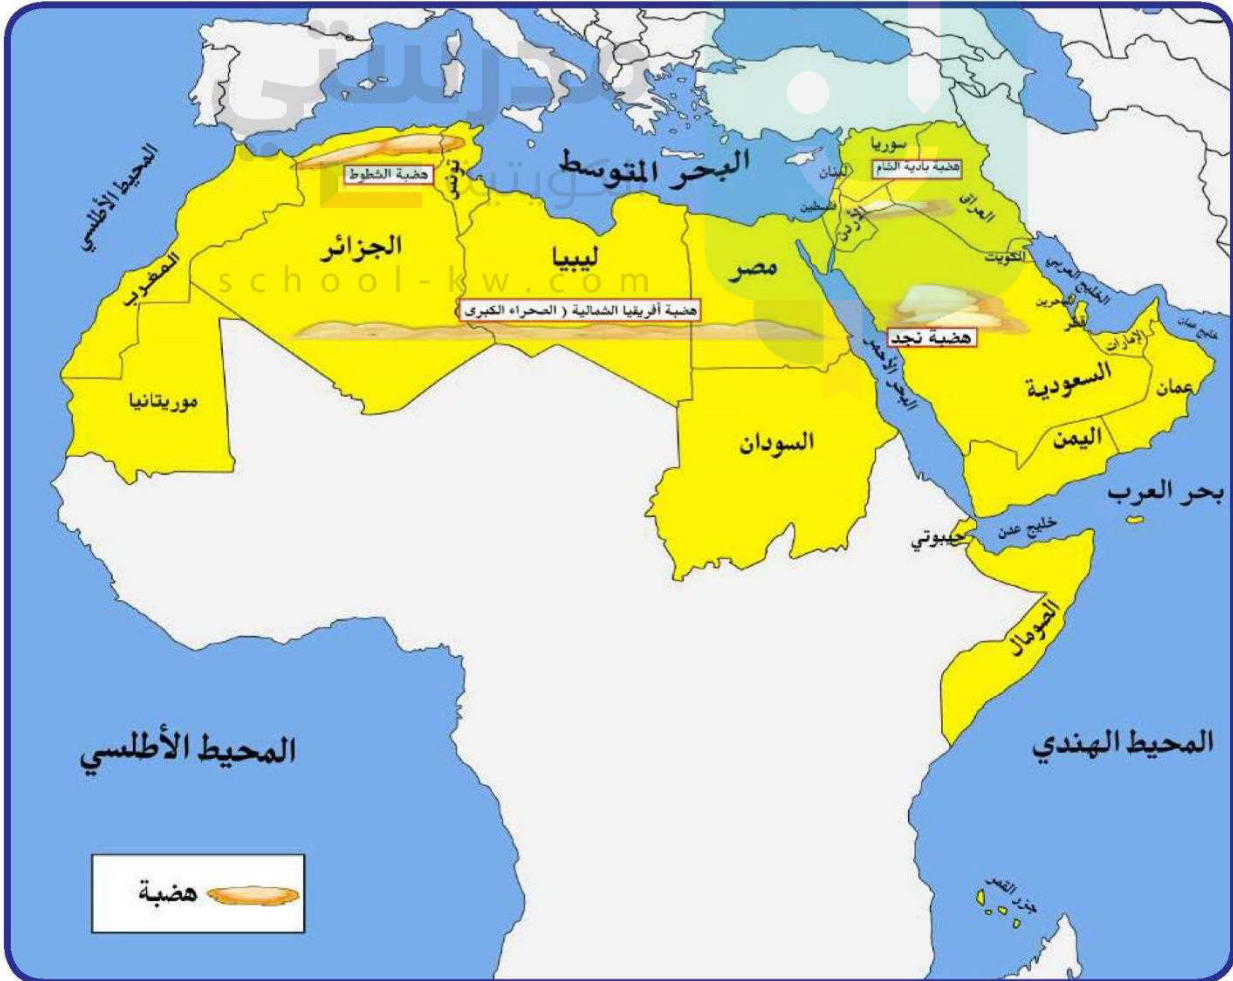 مدرستي
الكويتية
school-kw.com
البحر المتوسط
المحيط الأطلسي
سوريا
هضبة بادية الشام
لبنان
فلسطين
الأردن
العراق
الكويت
هضبة الشطوط
تونس
الجزائر
ليبيا
مصر
المغرب
هضبة أفريقيا الشمالية ( الصحراء الكبرى )
الخليج العربي
البحرين
قطر
خليج عمان
الإمارات
هضبة نجد
السعودية
عمان
البحر الأحمر
موريتانيا
السودان
اليمن
بحر العرب
خليج عدن
جيبوتي
الصومال
المحيط الهندي
المحيط الأطلسي
جزر القمر
هضبة